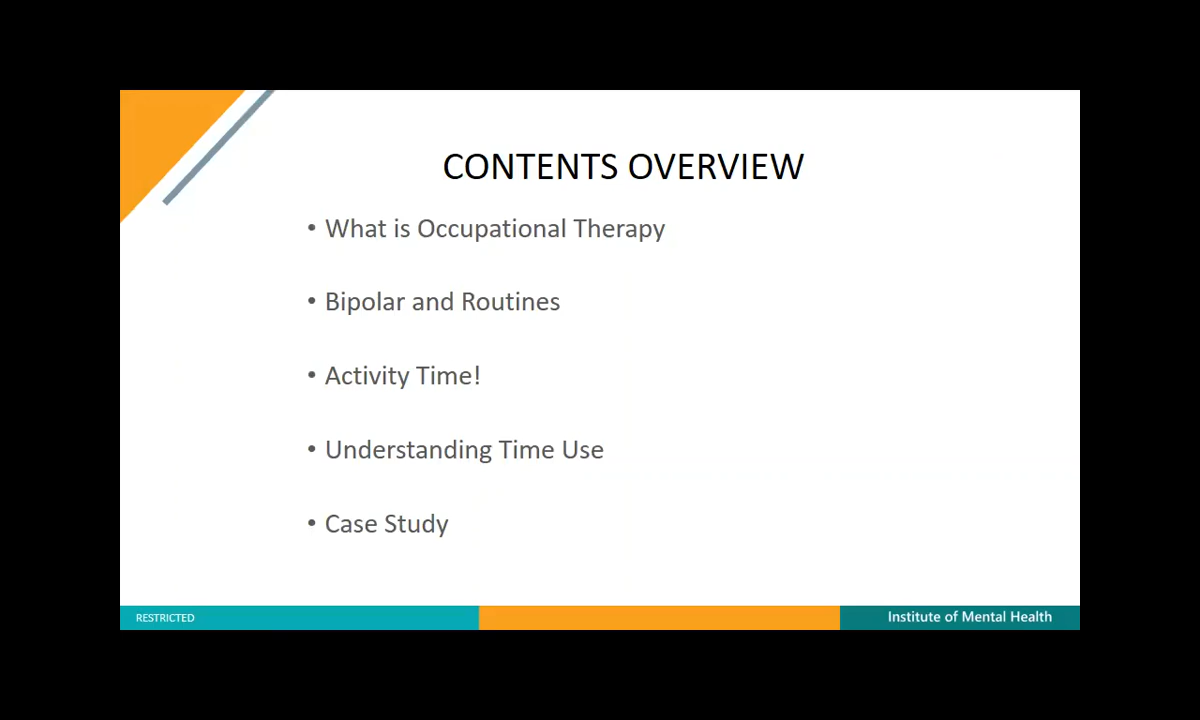 CONTENTS OVERVIEW
• What is Occupational Therapy
• Bipolar and Routines
• Activity Time!
• Understanding Time Use
• Case Study
RESTRICTED
Institute of Mental Health